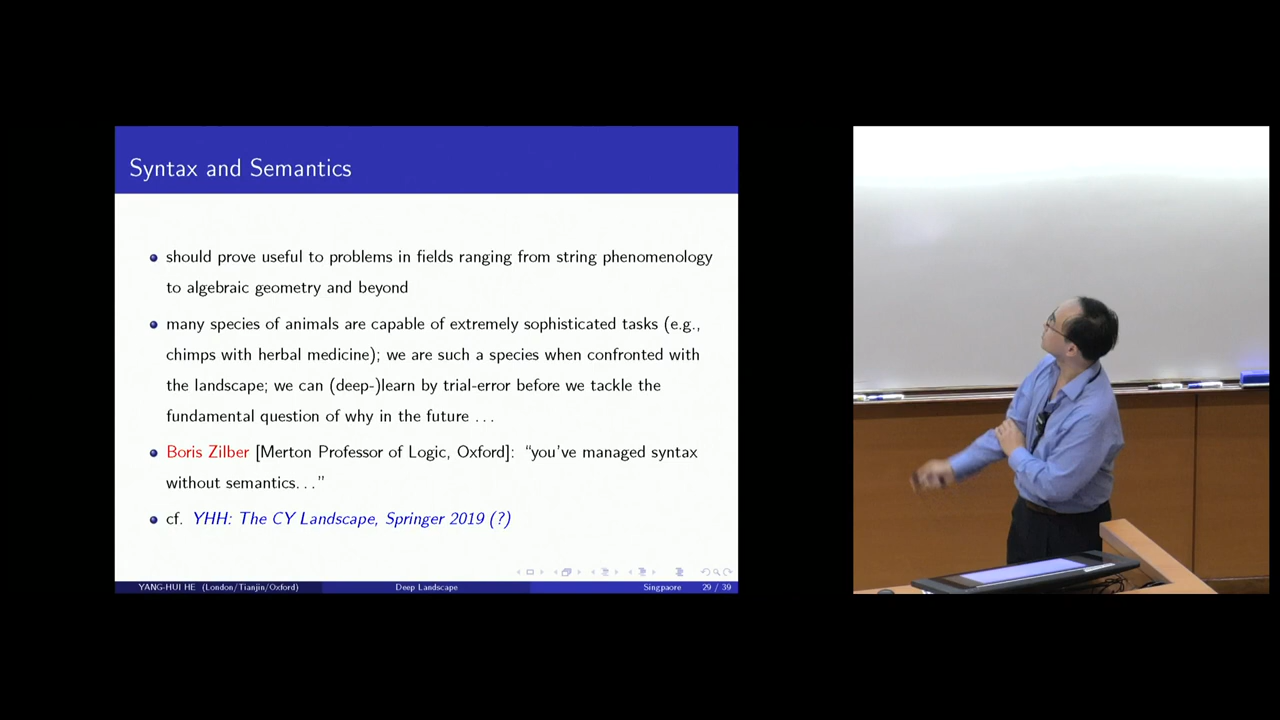 Syntax and Semantics
should prove useful to problems in fields ranging from string phenomenology
to algebraic geometry and beyond
many species of animals are capable of extremely sophisticated tasks (e.g.,
chimps with herbal medicine); we are such a species when confronted with
the landscape; we can (deep-)learn by trial-error before we tackle the
fundamental question of why in the future ...
Boris Zilber [Merton Professor of Logic, Oxford]: “you’ve managed syntax
without semantics...”
cf. YHH: The CY Landscape, Springer 2019 (?)
YANG-HUI HE (London/Tianjin/Oxford) Deep Landscape Singpaore 29 / 39